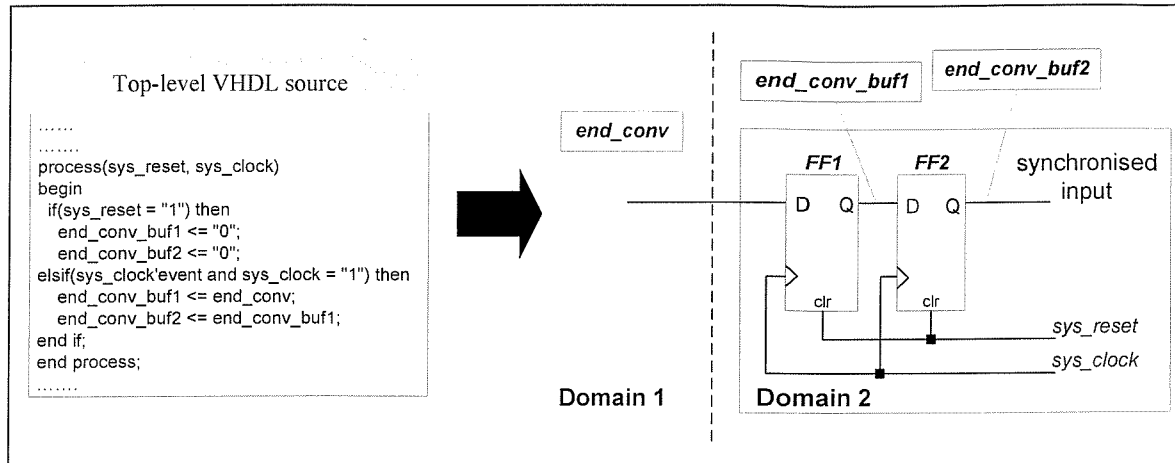 Top-level VHDL source
......
.......
process(sys_reset, sys_clock)
begin
if(sys_reset = "1") then
end_conv_buf1 <= "0";
end_conv_buf2 <= "0";
elsif(sys_clock'event and sys_clock = "1") then
end_conv_buf1 <= end_conv;
end_conv_buf2 <= end_conv_buf1;
end if;
end process;
.......
end_conv
Domain 1
end_conv_buf1
end_conv_buf2
FF1
FF2
D Q
D Q
clr
clr
synchronised
input
sys_reset
sys_clock
Domain 2